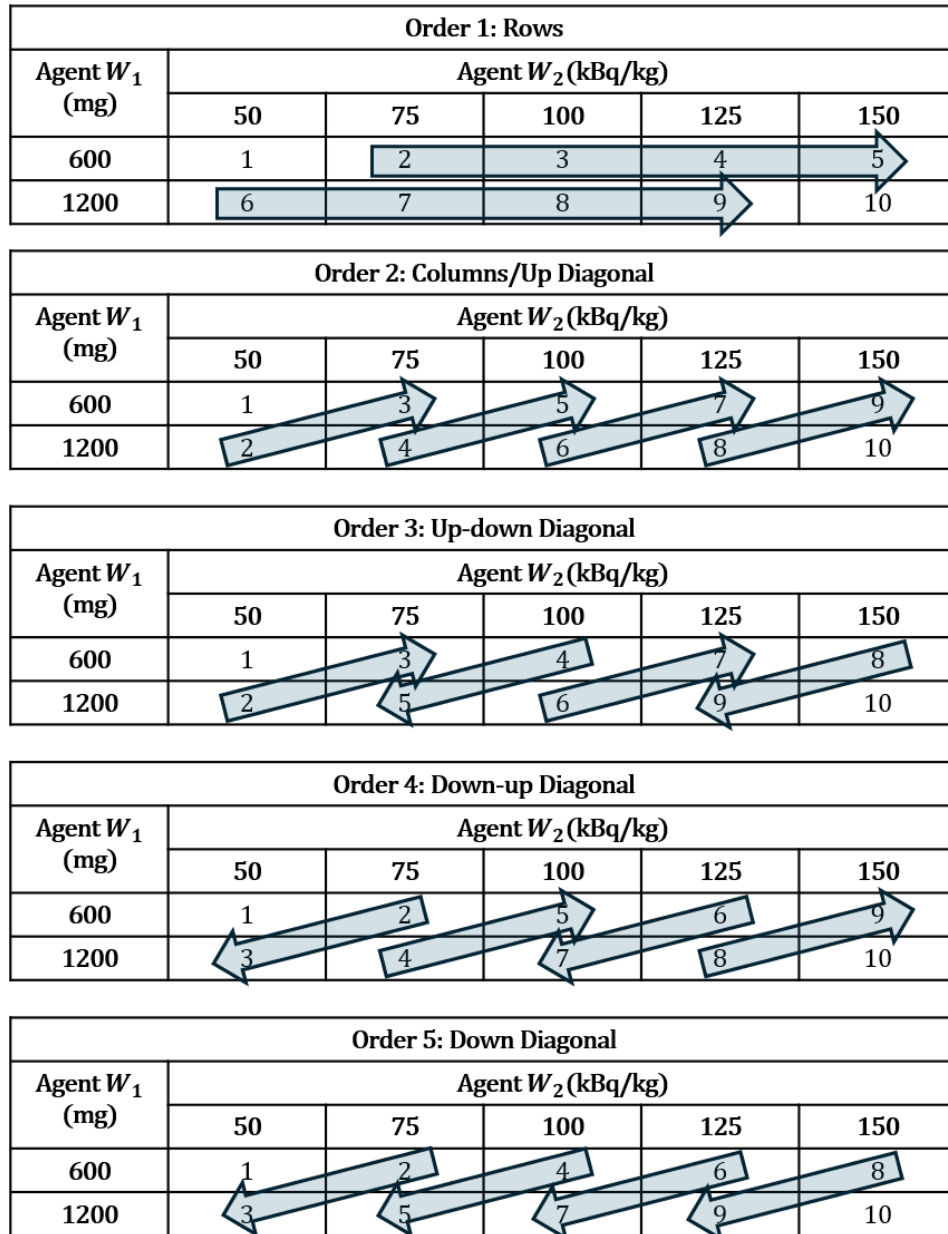 Order 1: Rows
Agent W₁ (mg) Agent W₂ (kBq/kg)
50 75 100 125 150
600 1 2 3 4 5
1200 6 7 8 9 10
Order 2: Columns/Up Diagonal
Agent W₁ (mg) Agent W₂ (kBq/kg)
50 75 100 125 150
600 1 3 5 7 9
1200 2 4 6 8 10
Order 3: Up-down Diagonal
Agent W₁ (mg) Agent W₂ (kBq/kg)
50 75 100 125 150
600 1 3 4 7 8
1200 2 5 6 9 10
Order 4: Down-up Diagonal
Agent W₁ (mg) Agent W₂ (kBq/kg)
50 75 100 125 150
600 1 2 5 6 9
1200 3 4 7 8 10
Order 5: Down Diagonal
Agent W₁ (mg) Agent W₂ (kBq/kg)
50 75 100 125 150
600 1 2 4 6 8
1200 3 5 7 9 10